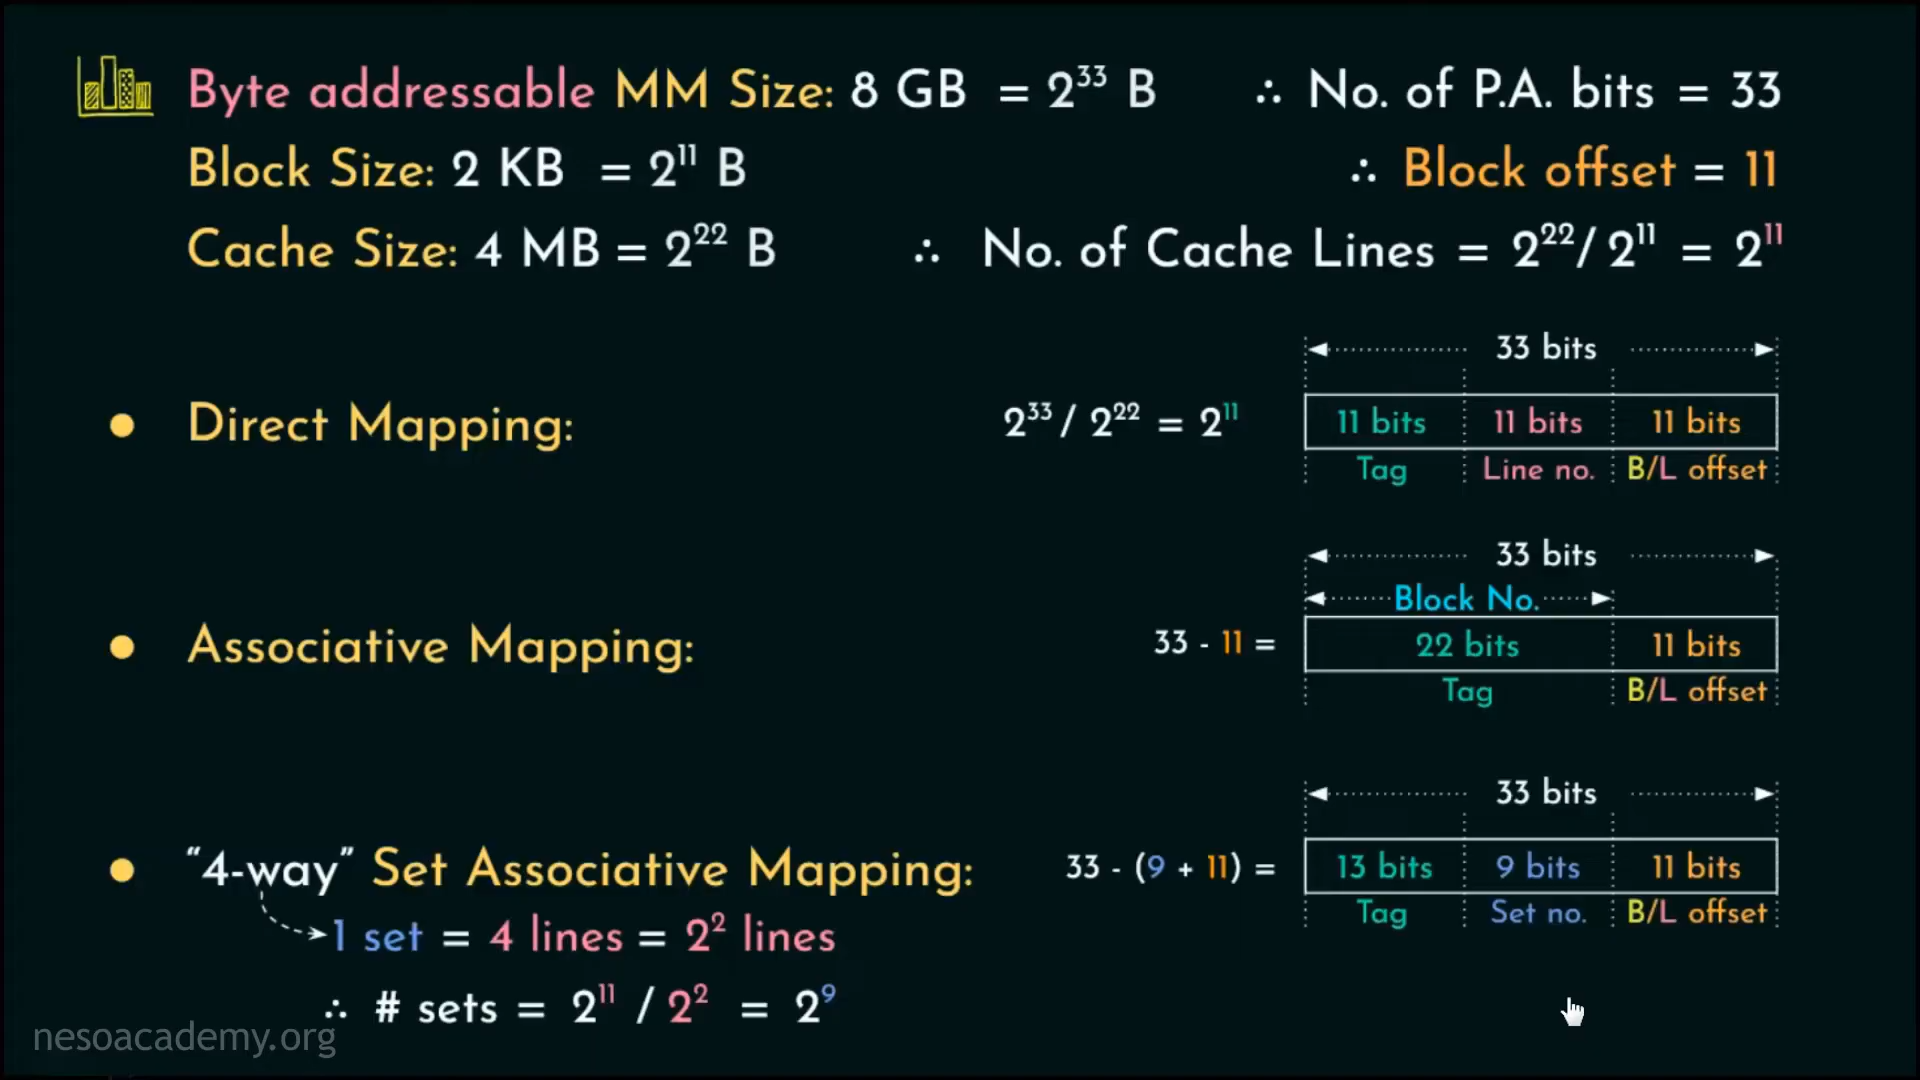 Byte addressable MM Size: 8 GB = 2³³ B ∴ No. of P.A. bits = 33
Block Size: 2 KB = 2¹¹ B ∴ Block offset = 11
Cache Size: 4 MB = 2²² B ∴ No. of Cache Lines = 2²²/ 2¹¹ = 2¹¹
33 bits
• Direct Mapping: 2³³ / 2²² = 2¹¹ 11 bits 11 bits 11 bits
Tag Line no. B/L offset
33 bits
Block No.
• Associative Mapping: 33 - 11 = 22 bits 11 bits
Tag B/L offset
33 bits
• “4-way” Set Associative Mapping: 33 - (9 + 11) = 13 bits 9 bits 11 bits
Tag Set no. B/L offset
1 set = 4 lines = 2² lines
∴ # sets = 2¹¹ / 2² = 2⁹
nesoacademy.org